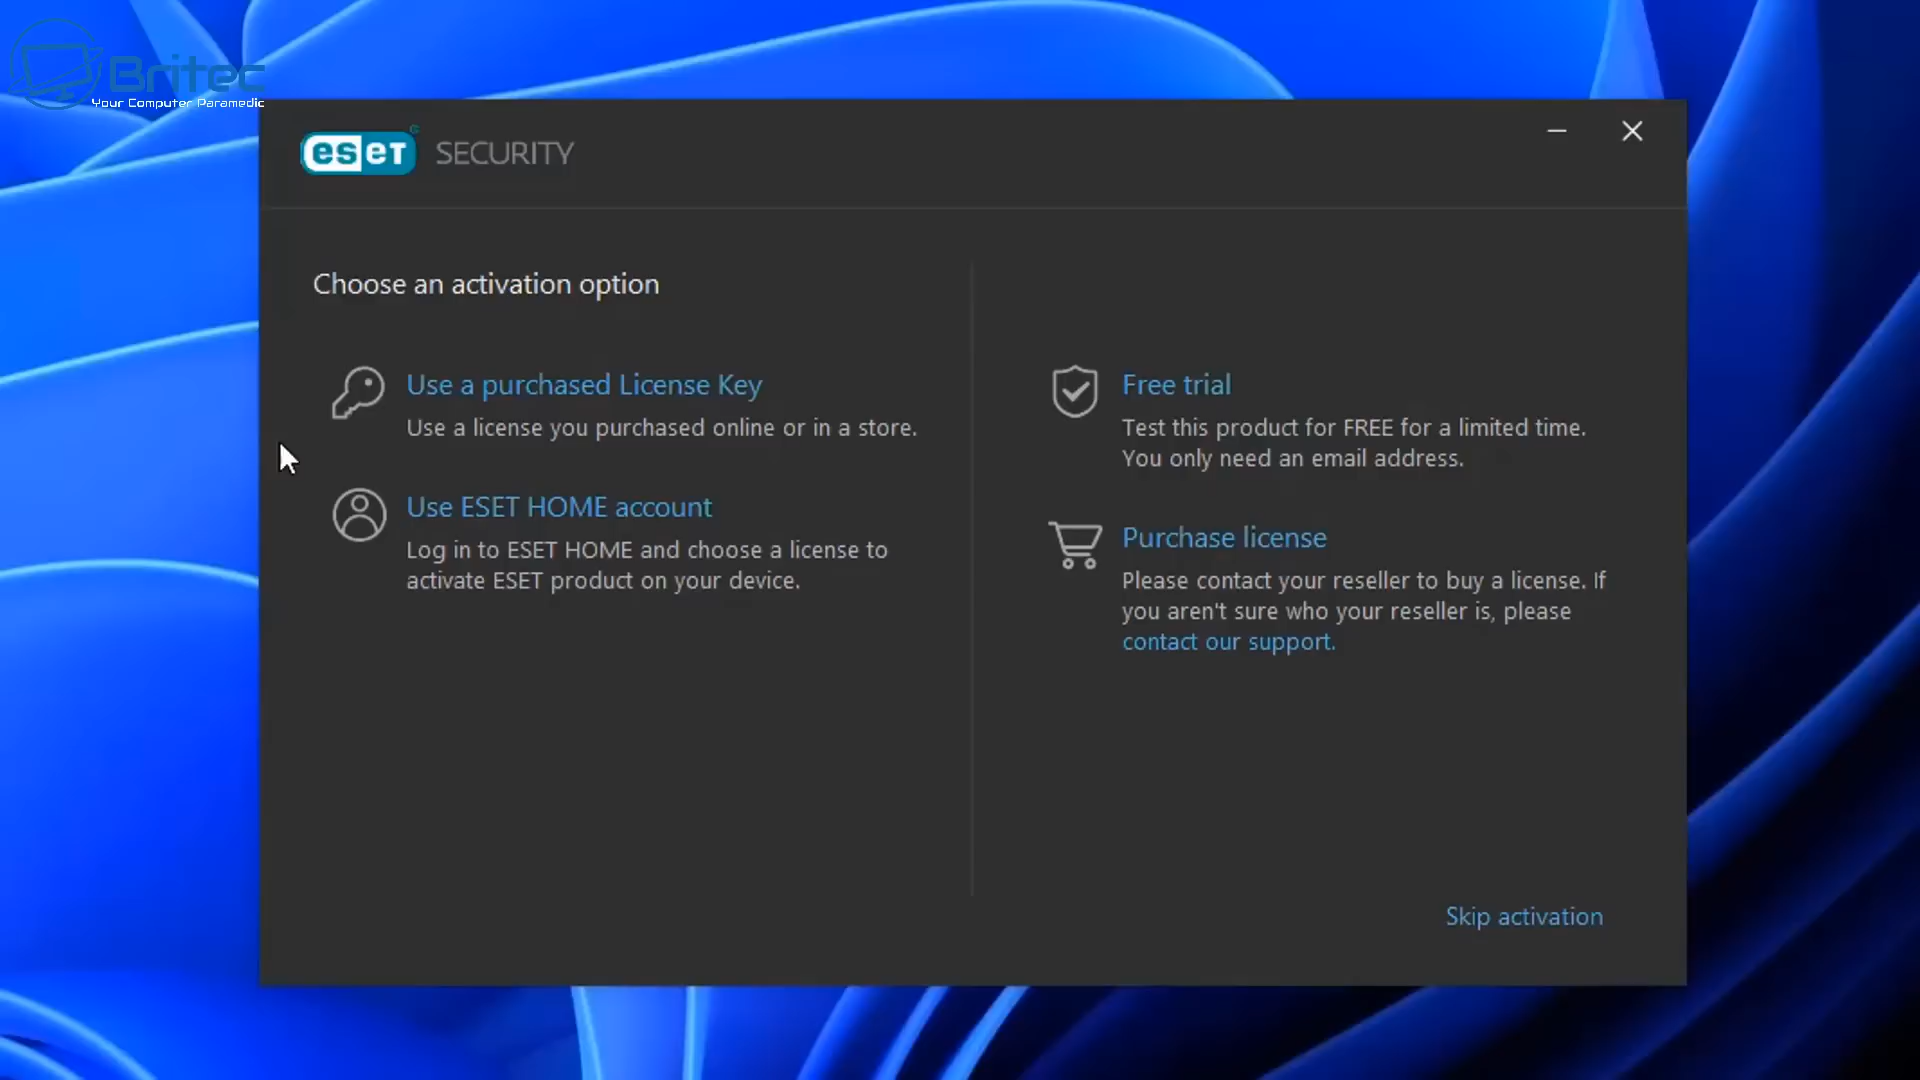 Britec
Your Computer Paramedic
eset SECURITY
Choose an activation option
Use a purchased License Key
Use a license you purchased online or in a store.
Use ESET HOME account
Log in to ESET HOME and choose a license to
activate ESET product on your device.
Free trial
Test this product for FREE for a limited time.
You only need an email address.
Purchase license
Please contact your reseller to buy a license. If
you aren't sure who your reseller is, please
contact our support.
Skip activation